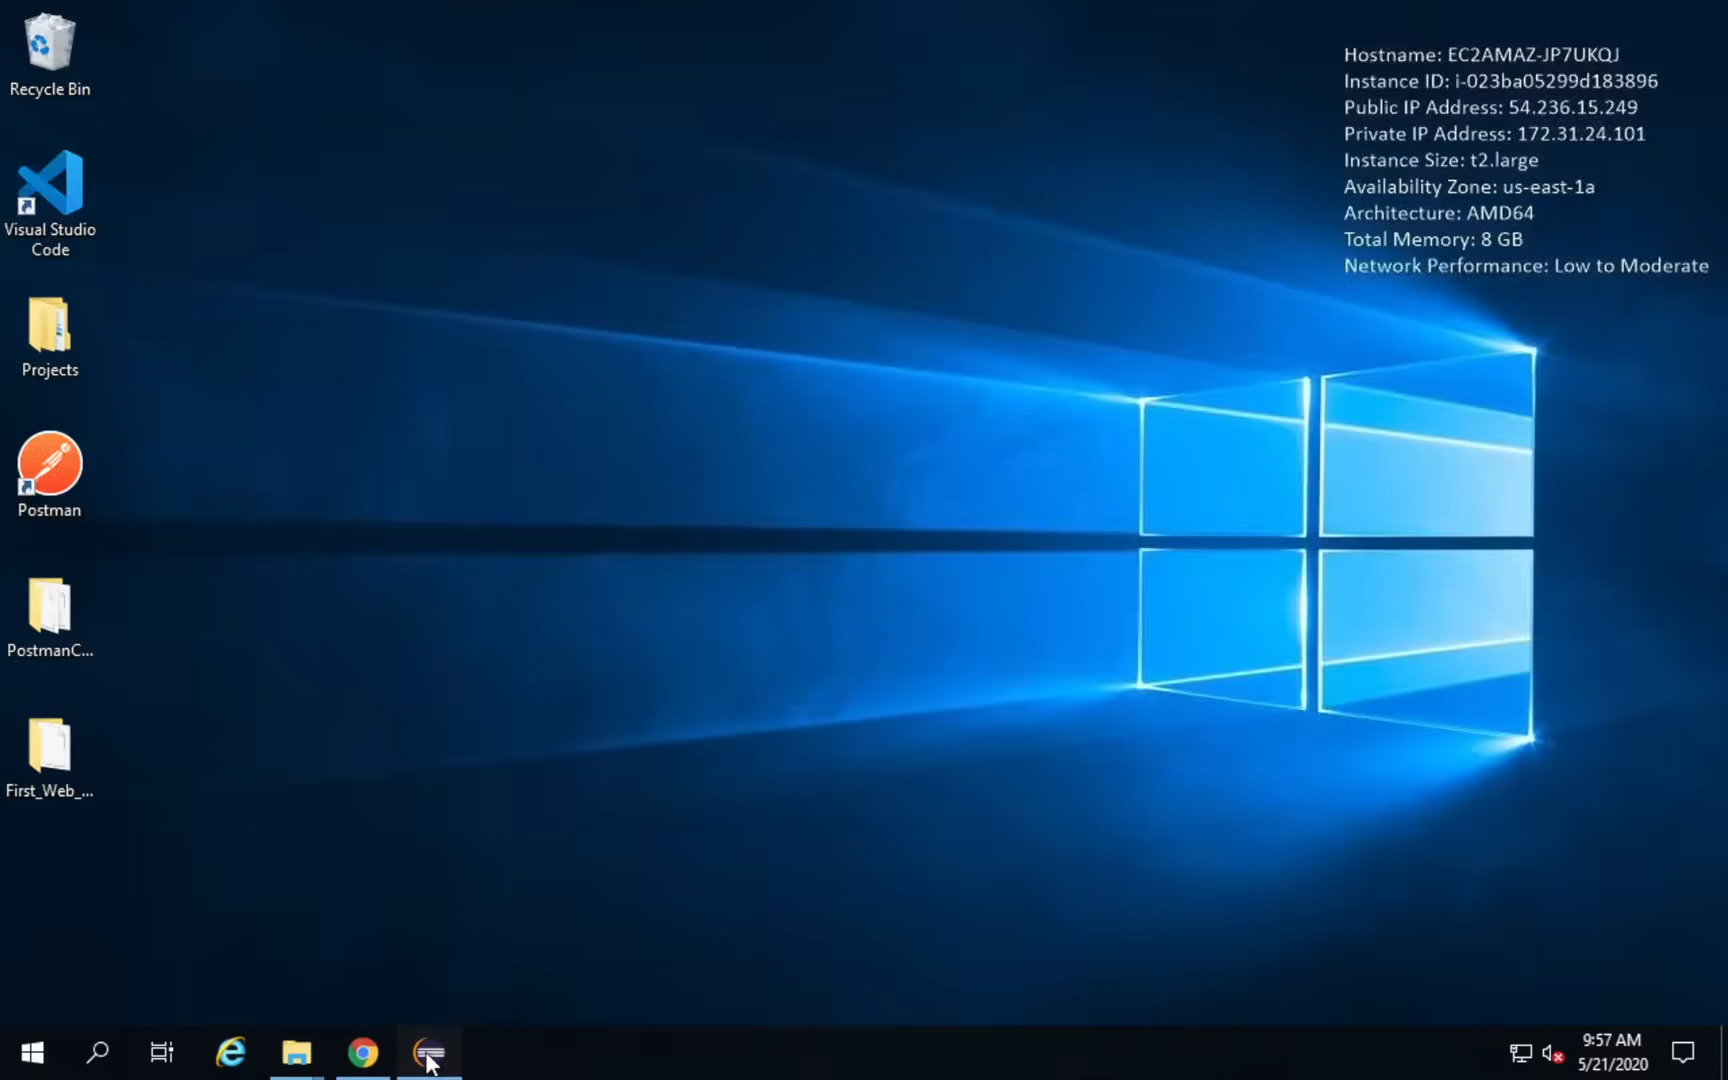 Recycle Bin
Visual Studio
Code
Projects
Postman
PostmanC...
First_Web_...
Hostname: EC2AMAZ-JP7UKQJ
Instance ID: i-023ba05299d183896
Public IP Address: 54.236.15.249
Private IP Address: 172.31.24.101
Instance Size: t2.large
Availability Zone: us-east-1a
Architecture: AMD64
Total Memory: 8 GB
Network Performance: Low to Moderate
9:57 AM
5/21/2020